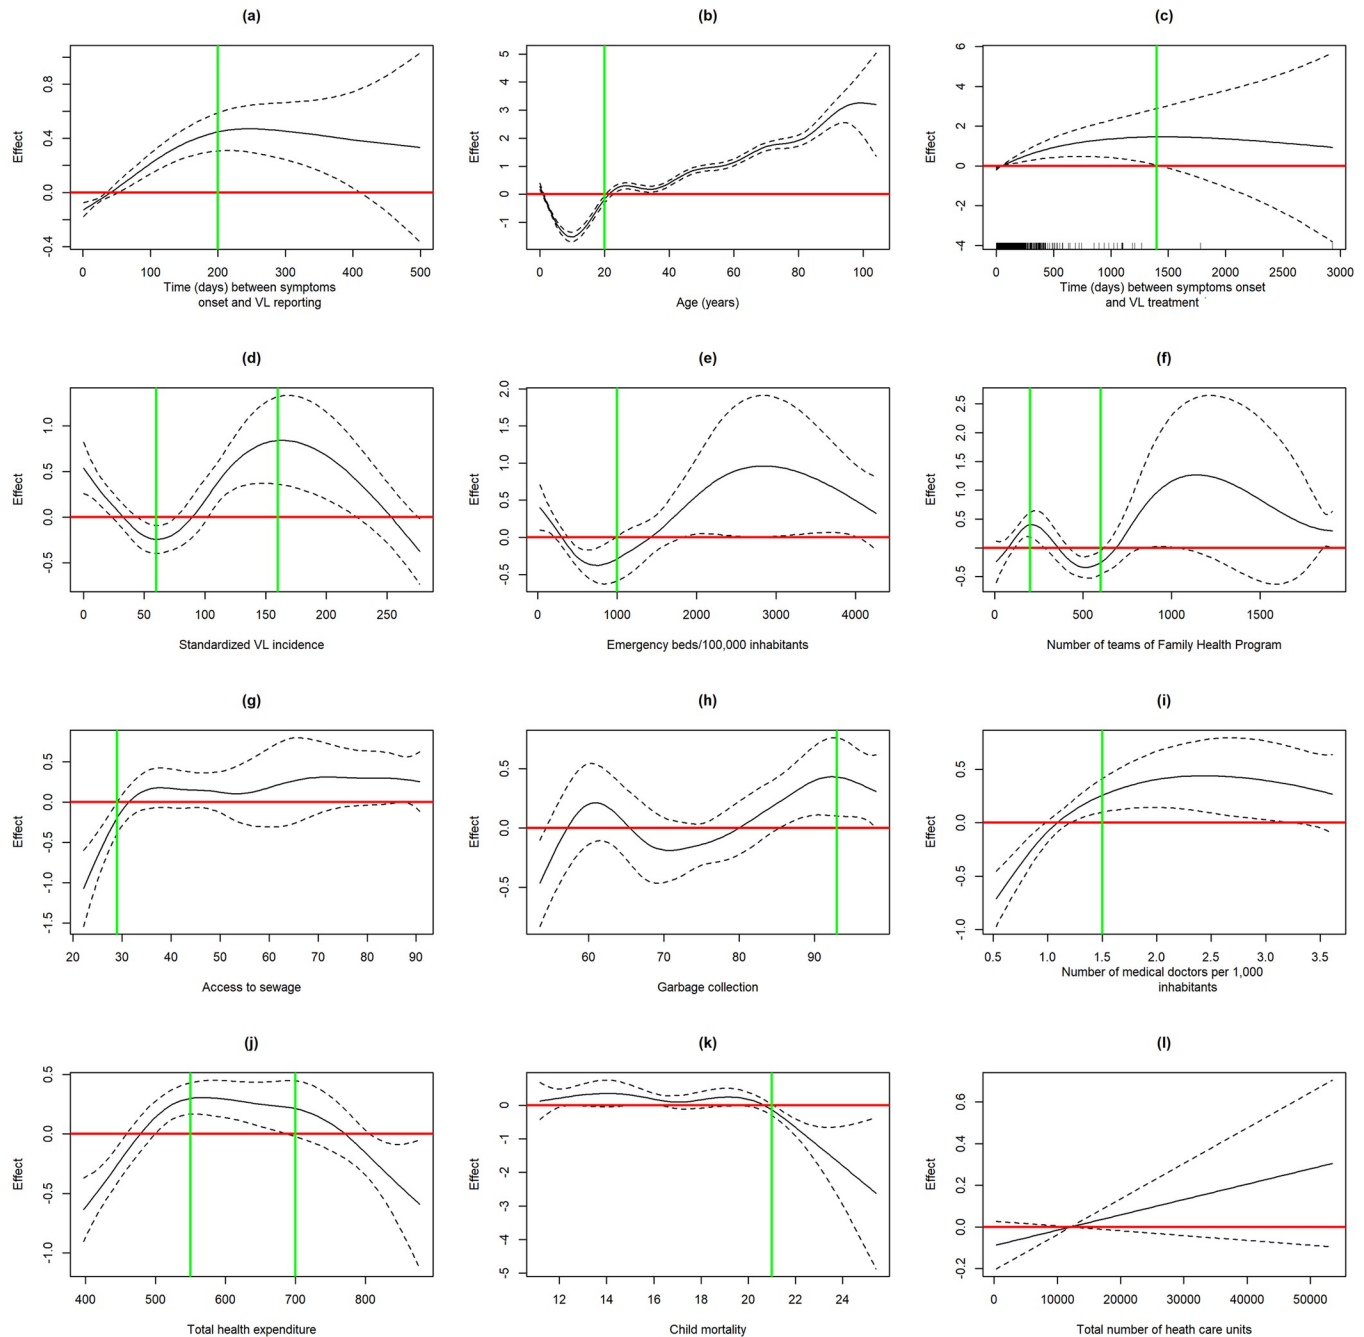 (a)
Effect
0.8
0.4
0.0
-0.4
0 100 200 300 400 500
Time (days) between symptoms
onset and VL reporting
(b)
Effect
5
4
3
2
1
0
-1
0 20 40 60 80 100
Age (years)
(c)
Effect
6
4
2
0
-2
-4
0 500 1000 1500 2000 2500 3000
Time (days) between symptoms onset
and VL treatment
(d)
Effect
1.0
0.5
0.0
-0.5
0 50 100 150 200 250
Standardized VL incidence
(e)
Effect
2.0
1.5
1.0
0.5
0.0
-0.5
0 1000 2000 3000 4000
Emergency beds/100,000 inhabitants
(f)
Effect
2.5
2.0
1.5
1.0
0.5
-0.5
0 500 1000 1500
Number of teams of Family Health Program
(g)
Effect
0.5
0.0
-0.5
-1.0
-1.5
20 30 40 50 60 70 80 90
Access to sewage
(h)
Effect
0.5
0.0
-0.5
60 70 80 90
Garbage collection
(i)
Effect
0.5
0.0
-0.5
-1.0
0.5 1.0 1.5 2.0 2.5 3.0 3.5
Number of medical doctors per 1,000
inhabitants
(j)
Effect
0.5
0.0
-0.5
-1.0
400 500 600 700 800
Total health expenditure
(k)
Effect
1
0
-1
-2
-3
-4
-5
12 14 16 18 20 22 24
Child mortality
(l)
Effect
0.6
0.4
0.2
0.0
-0.2
0 10000 20000 30000 40000 50000
Total number of heath care units